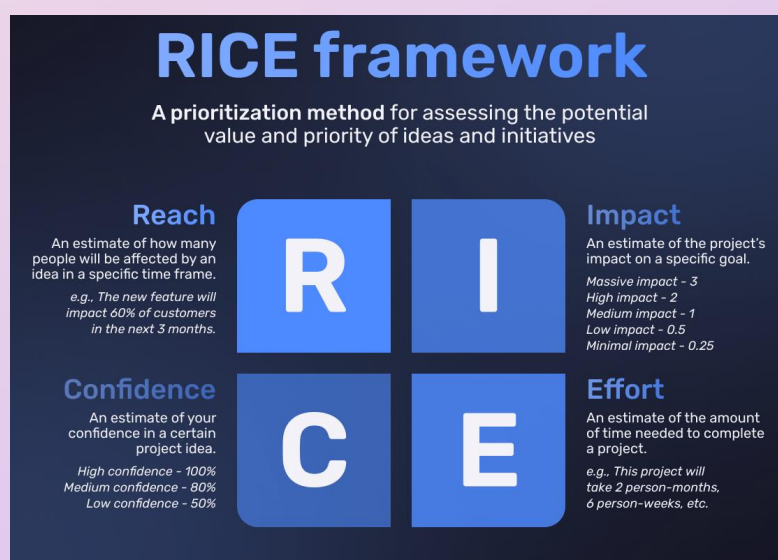 RICE framework
A prioritization method for assessing the potential
value and priority of ideas and initiatives
Reach
An estimate of how many
people will be affected by an
idea in a specific time frame.
e.g., The new feature will
impact 60% of customers
in the next 3 months.
R
I
Impact
An estimate of the project's
impact on a specific goal.
Massive impact - 3
High impact - 2
Medium impact - 1
Low impact - 0.5
Minimal impact - 0.25
Confidence
An estimate of your
confidence in a certain
project idea.
High confidence - 100%
Medium confidence - 80%
Low confidence - 50%
C
E
Effort
An estimate of the amount
of time needed to complete
a project.
e.g., This project will
take 2 person-months,
6 person-weeks, etc.